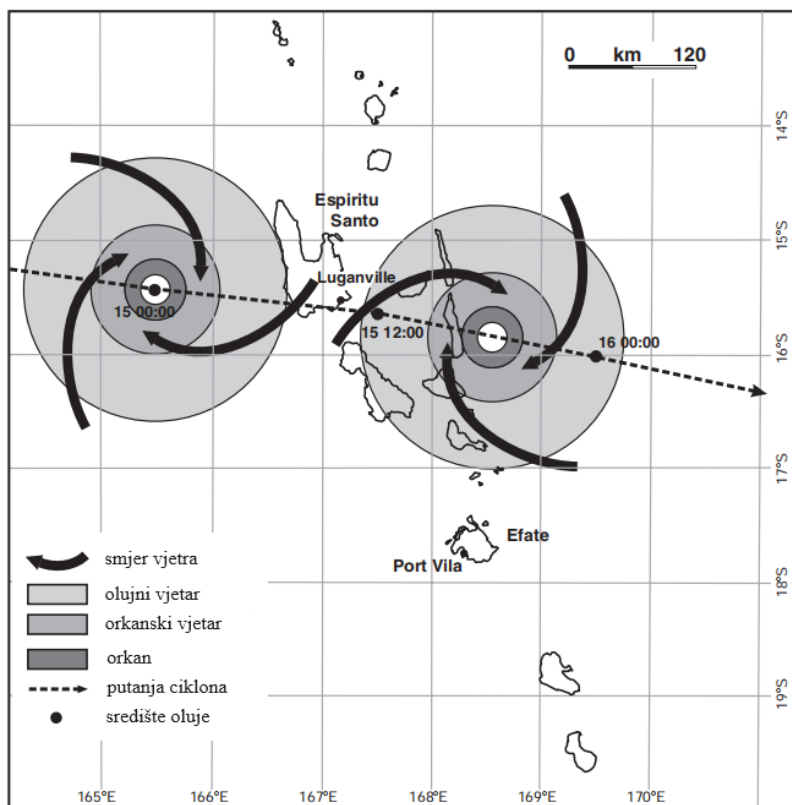 0 km 120
14°S
Espiritu
Santo
15°S
Luganville
15 00:00
15 12:00
16 00:00
16°S
17°S
Efate
Port Vila
smjer vjetra
olujni vjetar
18°S
orkanski vjetar
orkan
putanja ciklona
19°S
središte oluje
165°E 166°E 167°E 168°E 169°E 170°E